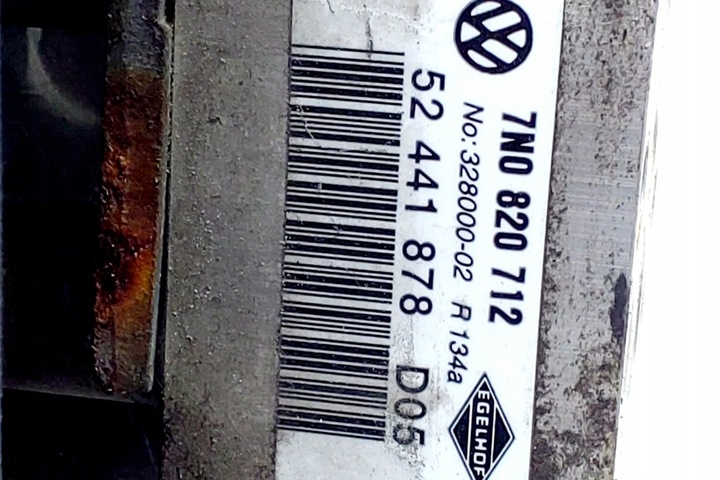 7N0 820 712
No: 328000-02 R 134a
EGELHOF
52 441 878 D05